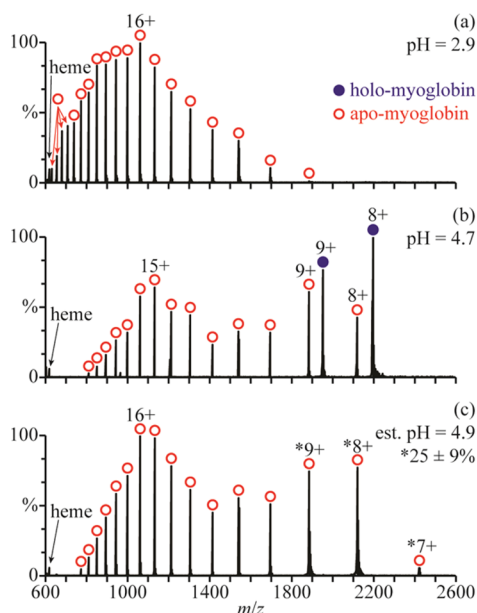 16+
(a)
100
pH = 2.9
heme
holo-myoglobin
apo-myoglobin
%
0
8+
(b)
100
9+
pH = 4.7
15+
9+
8+
%
heme
0
16+
(c)
100
est. pH = 4.9
*9+
*8+
*25 ± 9%
%
heme
*7+
0
600 1000 1400 1800 2200 2600
m/z